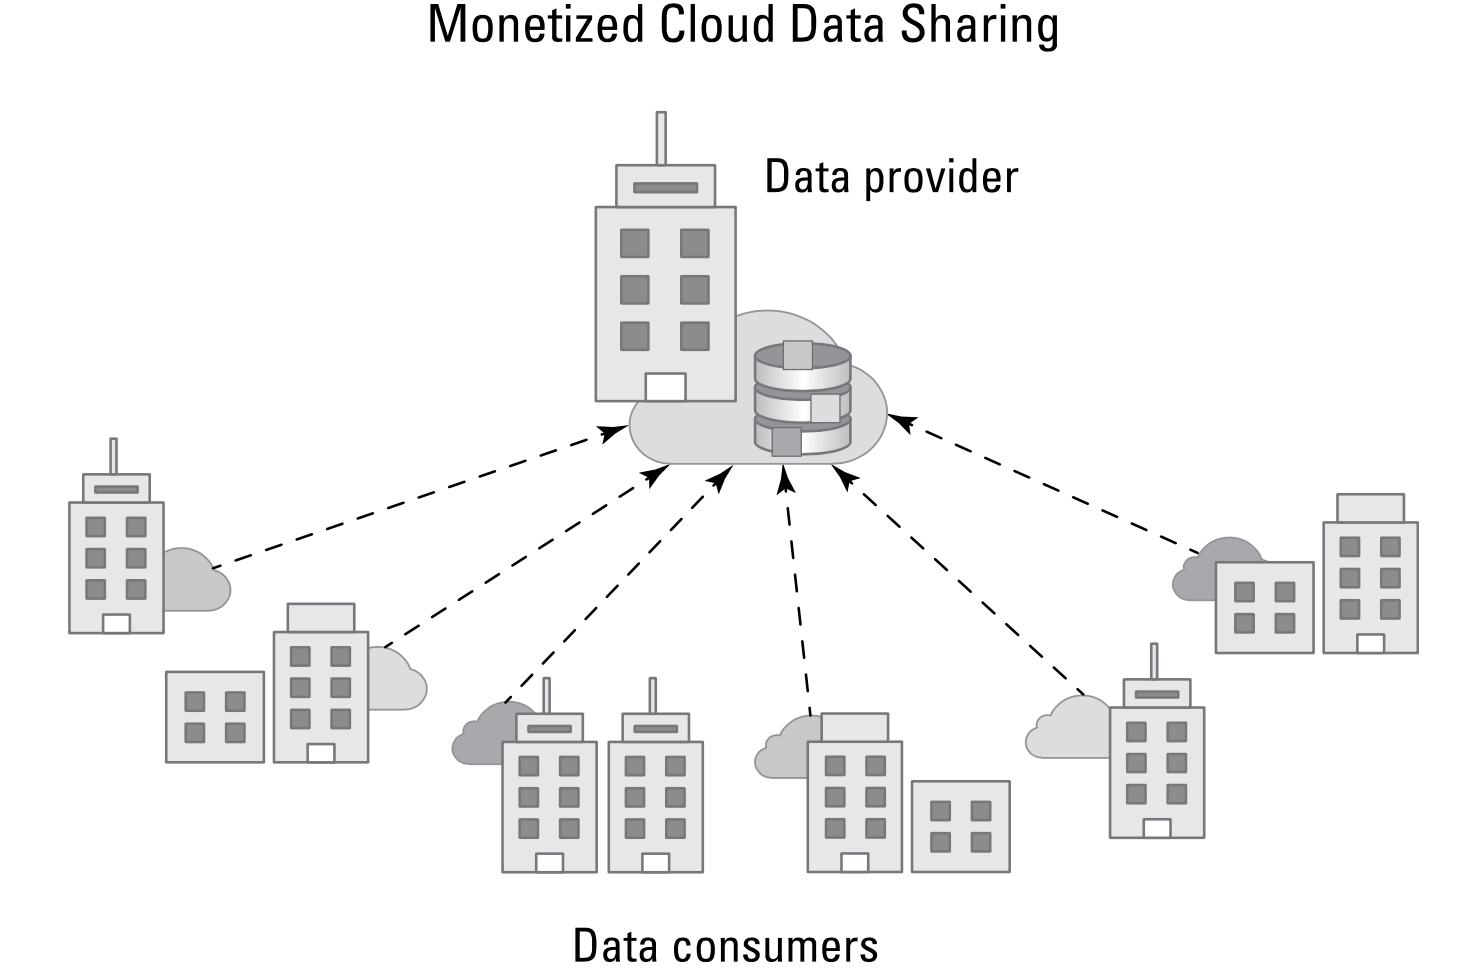 Monetized Cloud Data Sharing
Data provider
Data consumers